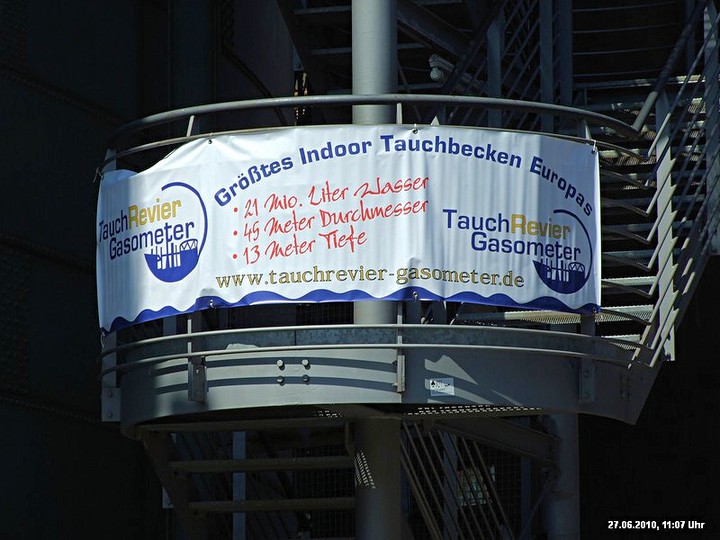 Größtes Indoor Tauchbecken Europas
TauchRevier
Gasometer
• 21 Mio. Liter Wasser
• 45 Meter Durchmesser
• 13 Meter Tiefe
TauchRevier
Gasometer
www.tauchrevier-gasometer.de
27.06.2010, 11:07 Uhr